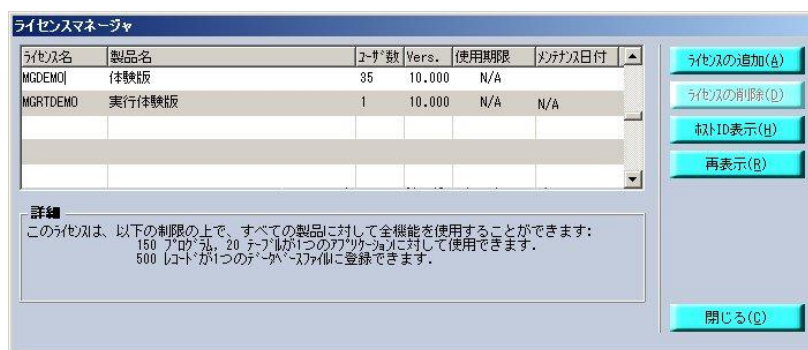 ライセンスマネージャ
ライセンス名 製品名 ユーザ数 Vers. 使用期限 メンテナンス日付
MGDEMO 体験版 35 10.000 N/A
MGRTDEMO 実行体験版 1 10.000 N/A N/A
ライセンスの追加(A)
ライセンスの削除(D)
ホストID表示(H)
再表示(R)
詳細
このライセンスは、以下の制限の上で、すべての製品に対して全機能を使用することができます:
150 プログラム, 20 テーブルが1つのアプリケーションに対して使用できます.
500 レコードが1つのデータベースファイルに登録できます.
閉じる(C)